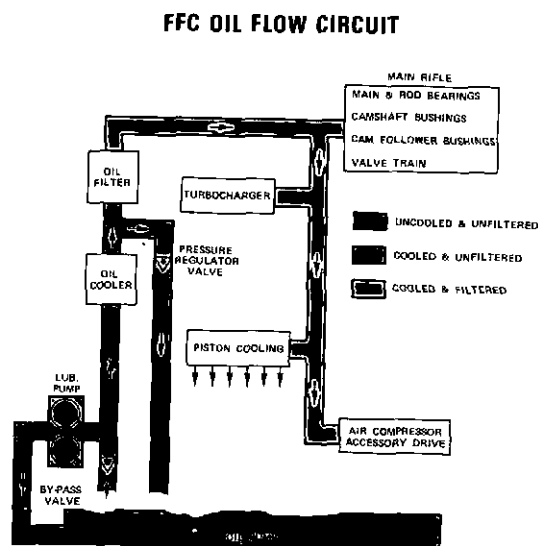 FFC OIL FLOW CIRCUIT
MAIN RIFLE
MAIN & ROD BEARINGS
CAMSHAFT BUSHINGS
CAM FOLLOWER BUSHINGS
VALVE TRAIN
OIL
FILTER
TURBOCHARGER
UNCOOLED & UNFILTERED
PRESSURE
REGULATOR
VALVE
COOLED & UNFILTERED
OIL
COOLER
COOLED & FILTERED
PISTON COOLING
LUB.
PUMP
AIR COMPRESSOR
ACCESSORY DRIVE
BY-PASS
VALVE